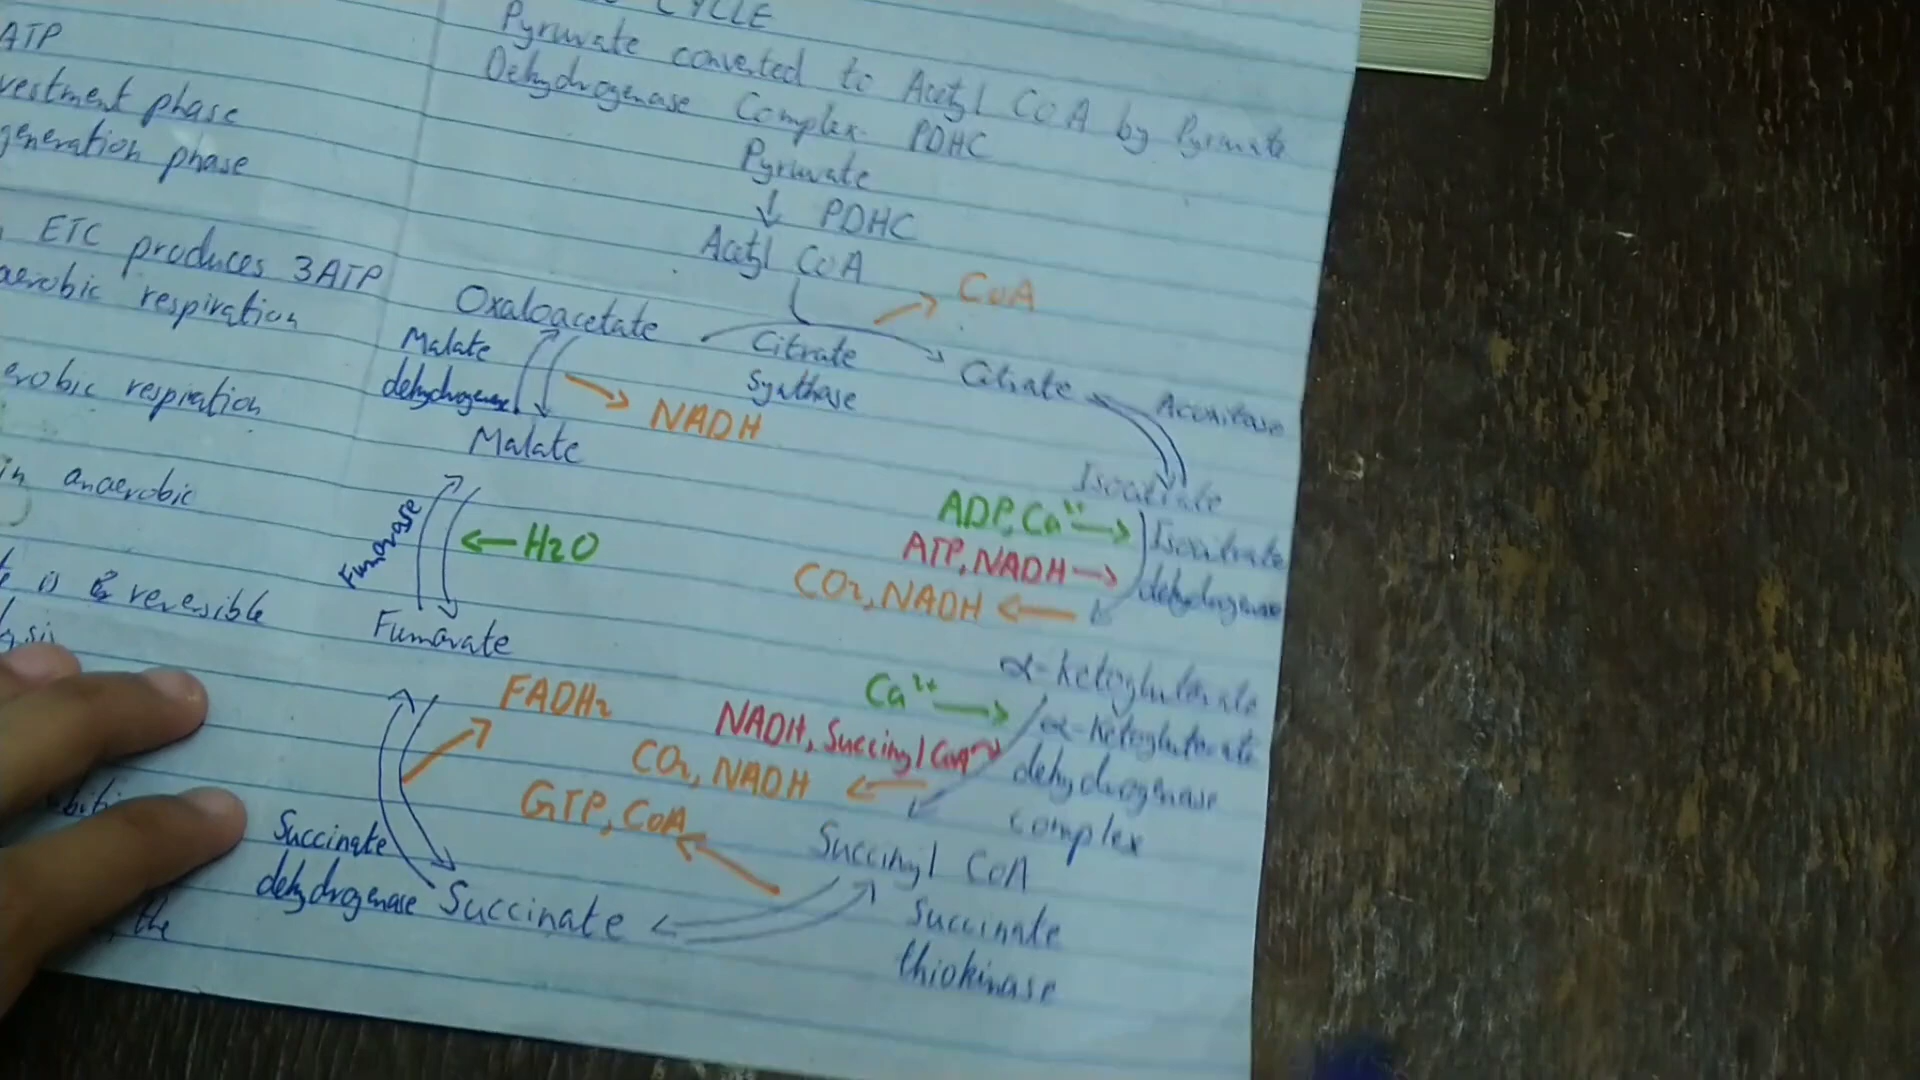 ATP
vestment phase
generation phase
ETC produces 3ATP
aerobic respiration
erobic respiration
in anaerobic
is reversible
the
CYCLE
Pyruvate converted to Acetyl CoA by Pyruvate
Dehydrogenase Complex PDHC
Pyruvate
↓ PDHC
Acetyl CoA
CoA
Oxaloacetate
Citrate
Synthase
Citrate
Aconitase
Malate
dehydrogenase
NADH
Malate
Isocitrate
ADP, Ca²⁺ →
Isocitrate
dehydrogenase
ATP, NADH →
CO₂, NADH ←
Fumarase
← H₂O
Fumarate
α-ketoglutarate
Ca²⁺ →
α-ketoglutarate
dehydrogenase
complex
NADH, Succinyl CoA
CO₂, NADH ←
FADH₂
GTP, CoA
Succinyl CoA
Succinate
thiokinase
Succinate
dehydrogenase
Succinate